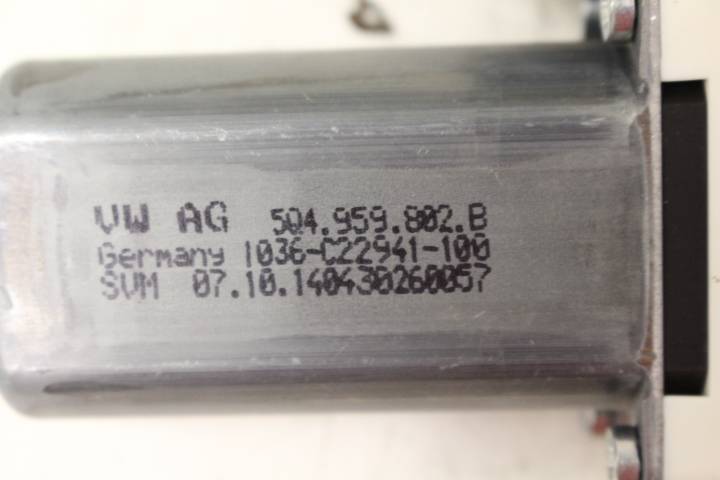 VW AG 5Q4.959.802.B
Germany 1036-C22941-100
SVM 07.10.140430260057